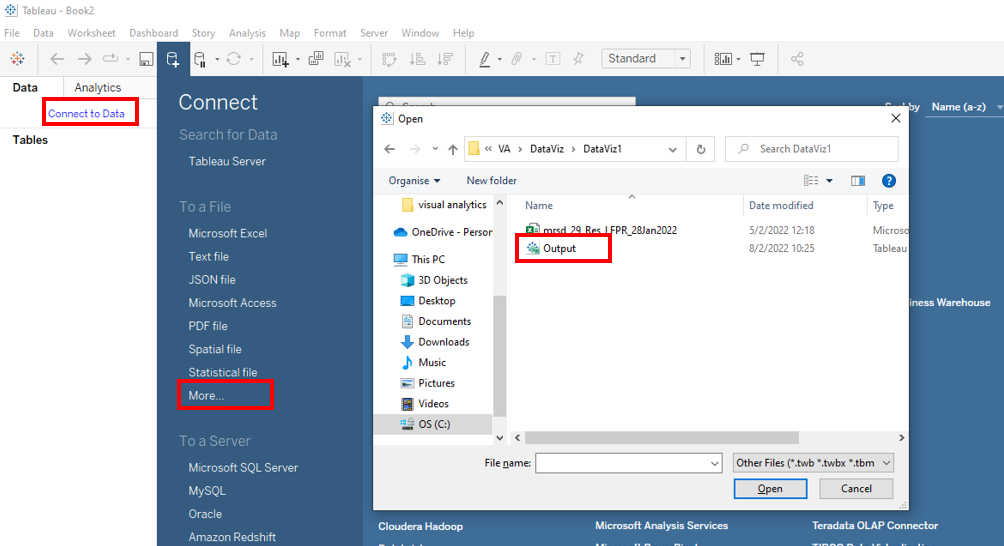 Tableau - Book2
File Data Worksheet Dashboard Story Analysis Map Format Server Window Help
Standard
Data Analytics
Connect to Data
Tables
Connect
Search for Data
Tableau Server
To a File
Microsoft Excel
Text file
JSON file
Microsoft Access
PDF file
Spatial file
Statistical file
More...
To a Server
Microsoft SQL Server
MySQL
Oracle
Amazon Redshift
by Name (a-z)
Open
« VA › DataViz › DataViz1
Search DataViz1
Organise New folder
visual analytics
OneDrive - Person
This PC
3D Objects
Desktop
Documents
Downloads
Music
Pictures
Videos
OS (C:)
Name Date modified Type
mrsd_29_Res_LFPR_28Jan2022 5/2/2022 12:18 Microso
Output 8/2/2022 10:25 Tableau
File name: Other Files (*.twb *.twbx *.tbm
Open Cancel
iness Warehouse
Cloudera Hadoop Microsoft Analysis Services Teradata OLAP Connector